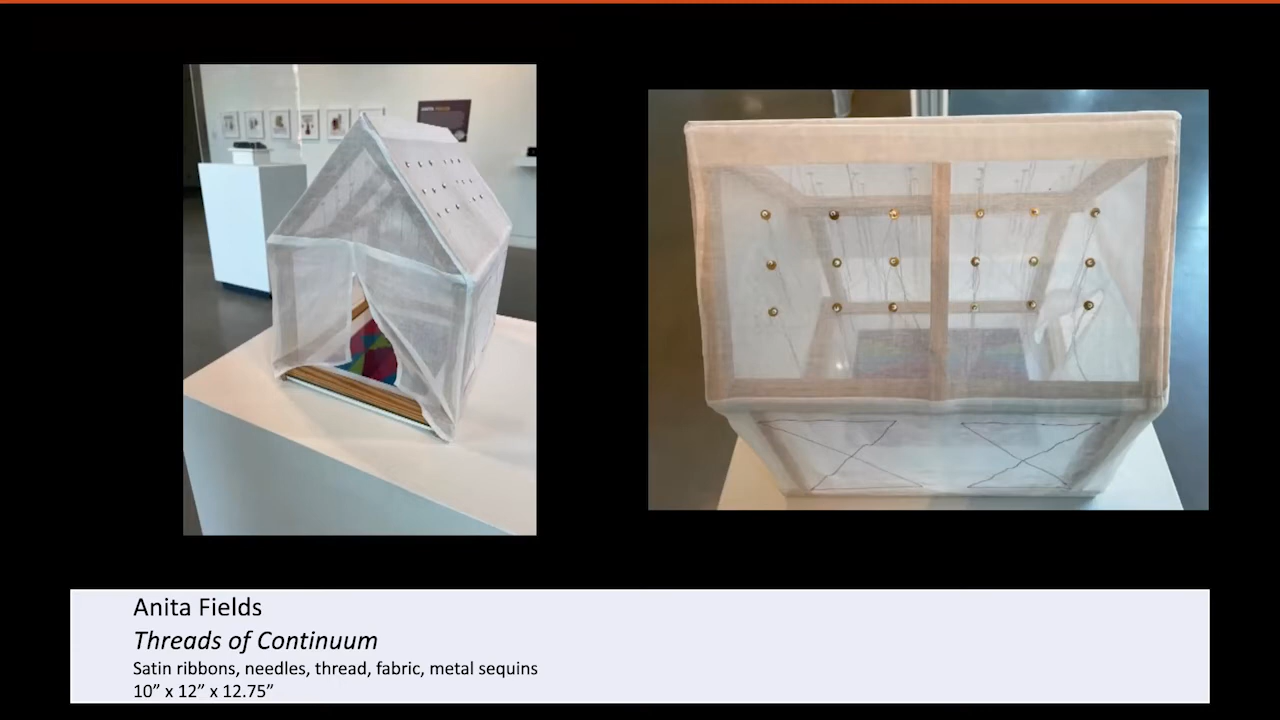 Anita Fields
Threads of Continuum
Satin ribbons, needles, thread, fabric, metal sequins
10” x 12” x 12.75”